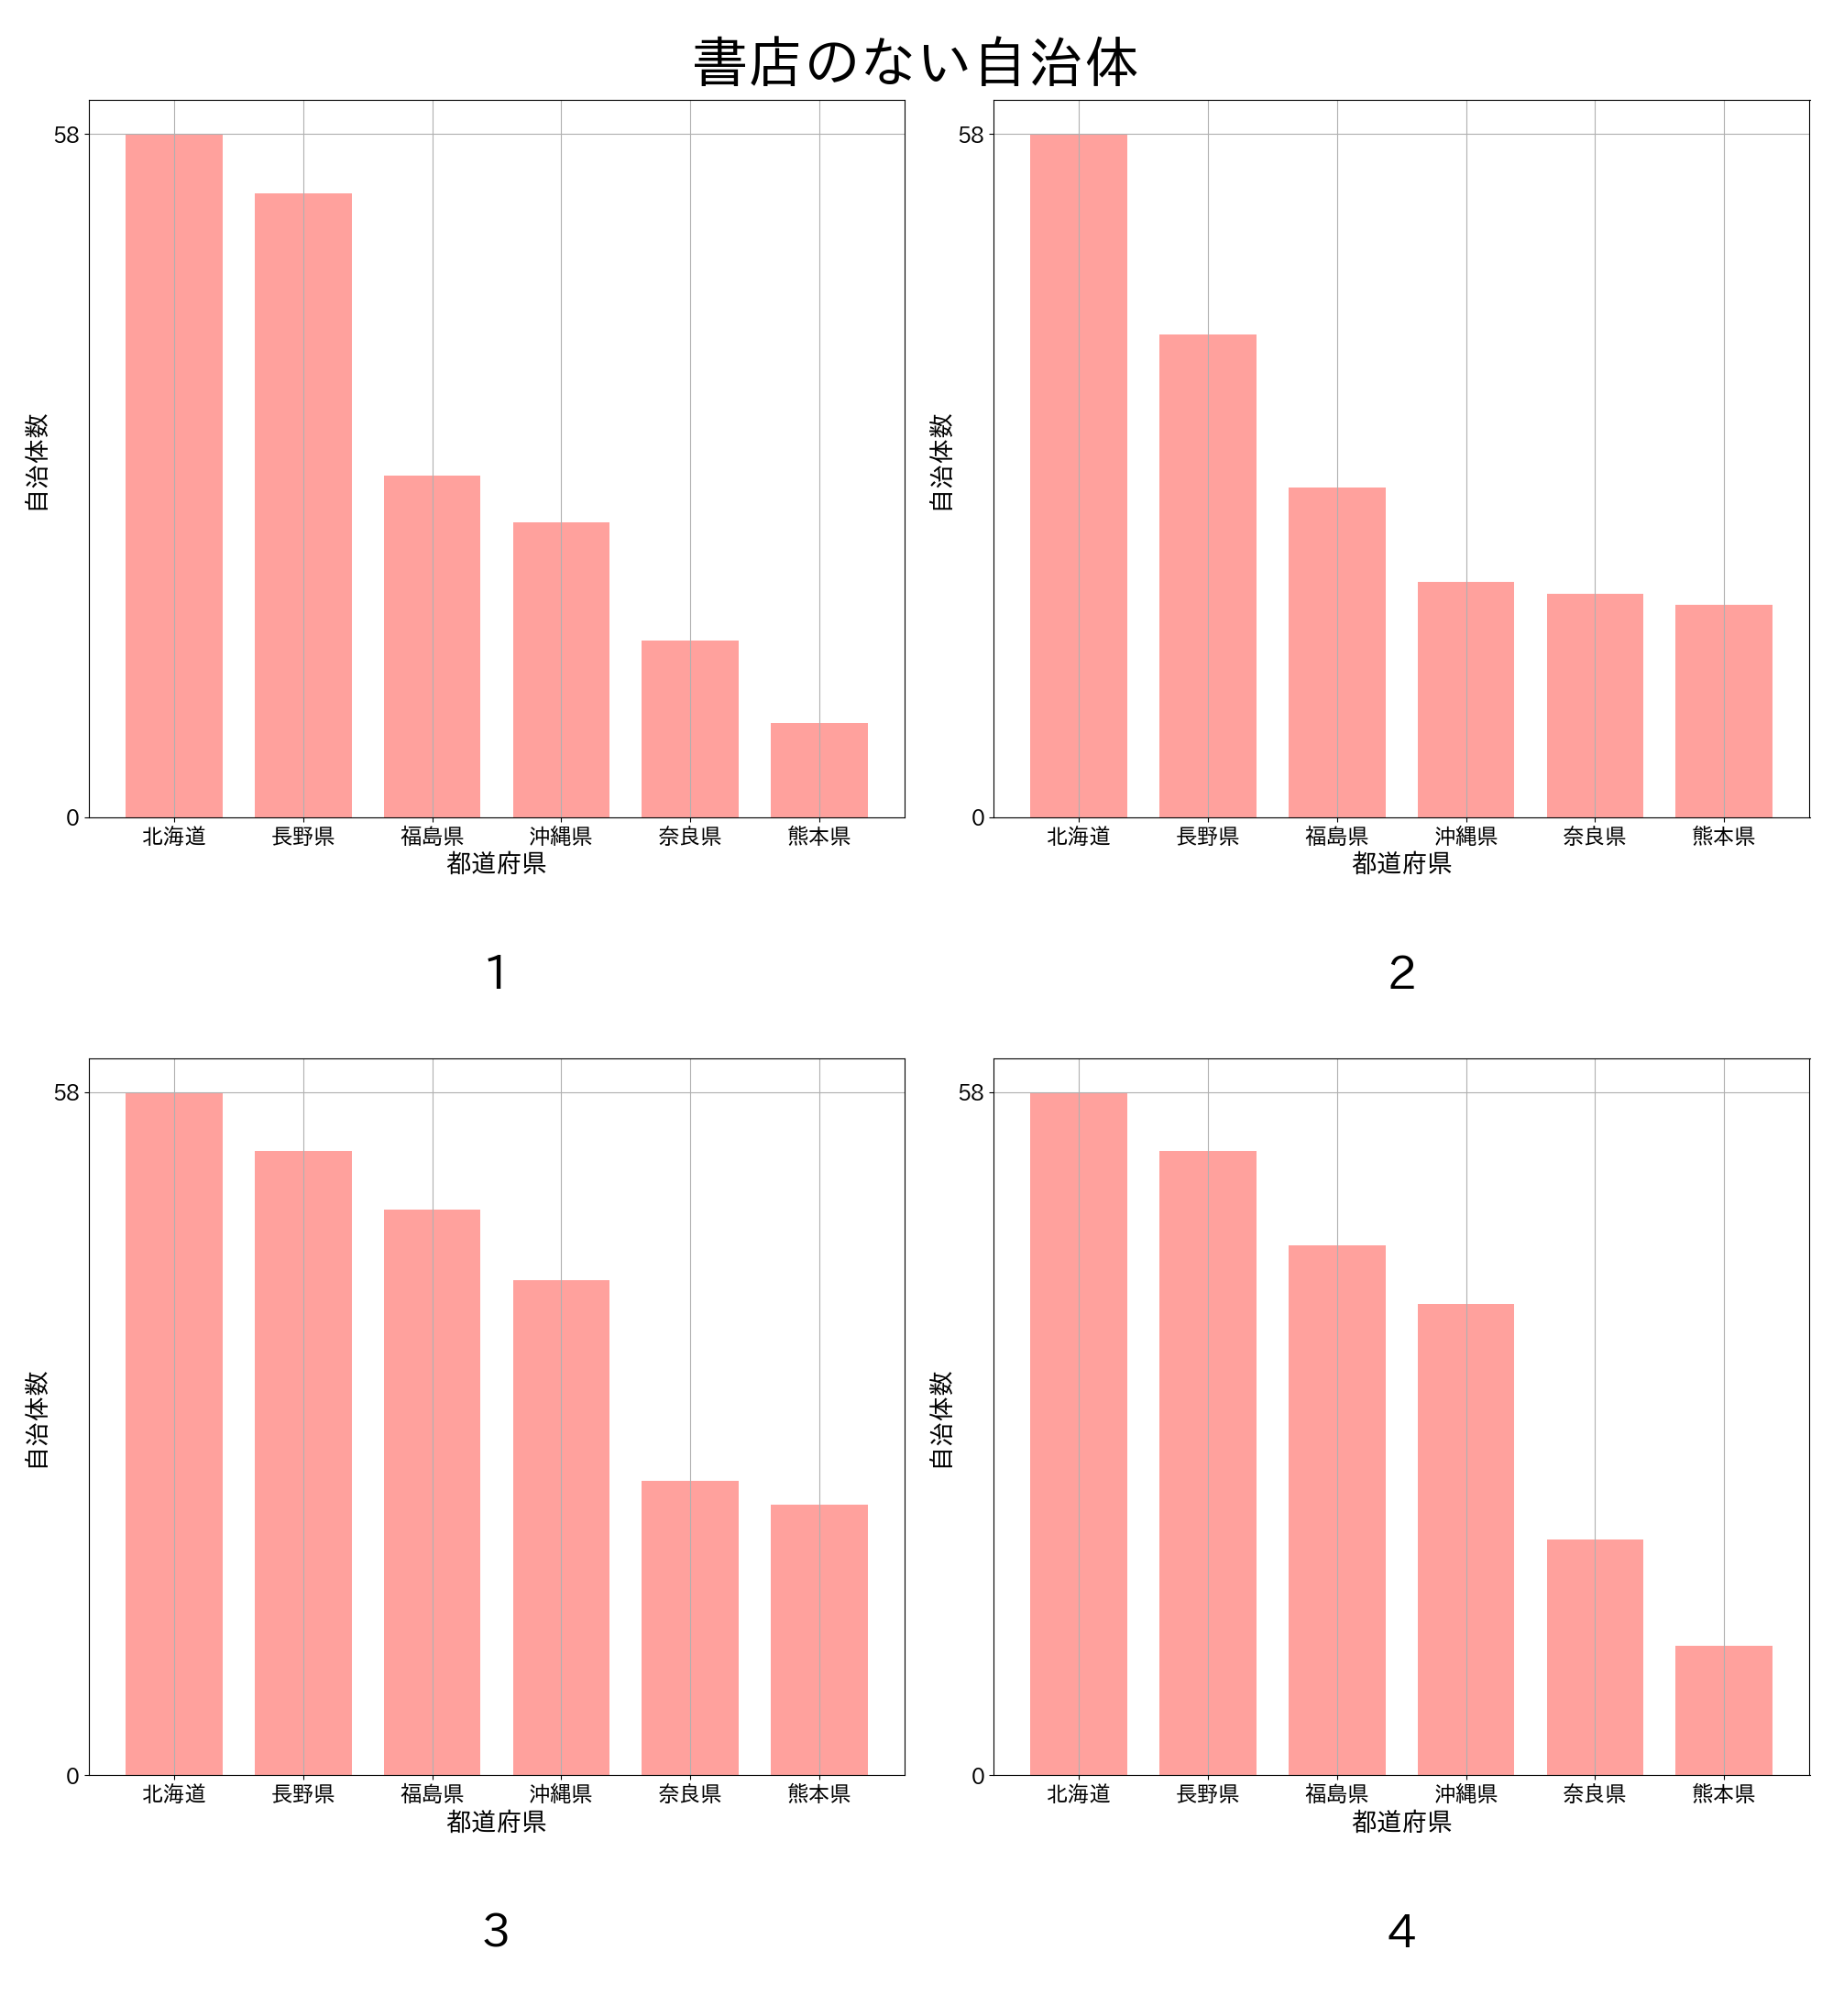 書店のない自治体
58
0
自治体数
北海道 長野県 福島県 沖縄県 奈良県 熊本県
都道府県
1
58
0
自治体数
北海道 長野県 福島県 沖縄県 奈良県 熊本県
都道府県
2
58
0
自治体数
北海道 長野県 福島県 沖縄県 奈良県 熊本県
都道府県
3
58
0
自治体数
北海道 長野県 福島県 沖縄県 奈良県 熊本県
都道府県
4